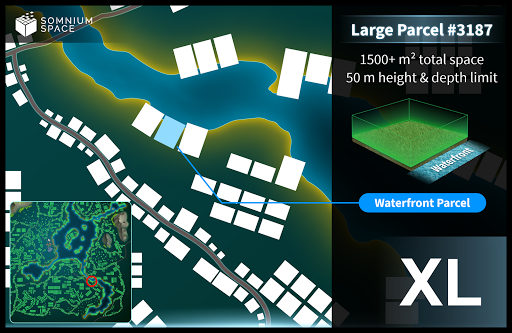 SOMNIUM
SPACE
Large Parcel #3187
1500+ m² total space
50 m height & depth limit
Waterfront
Waterfront Parcel
XL